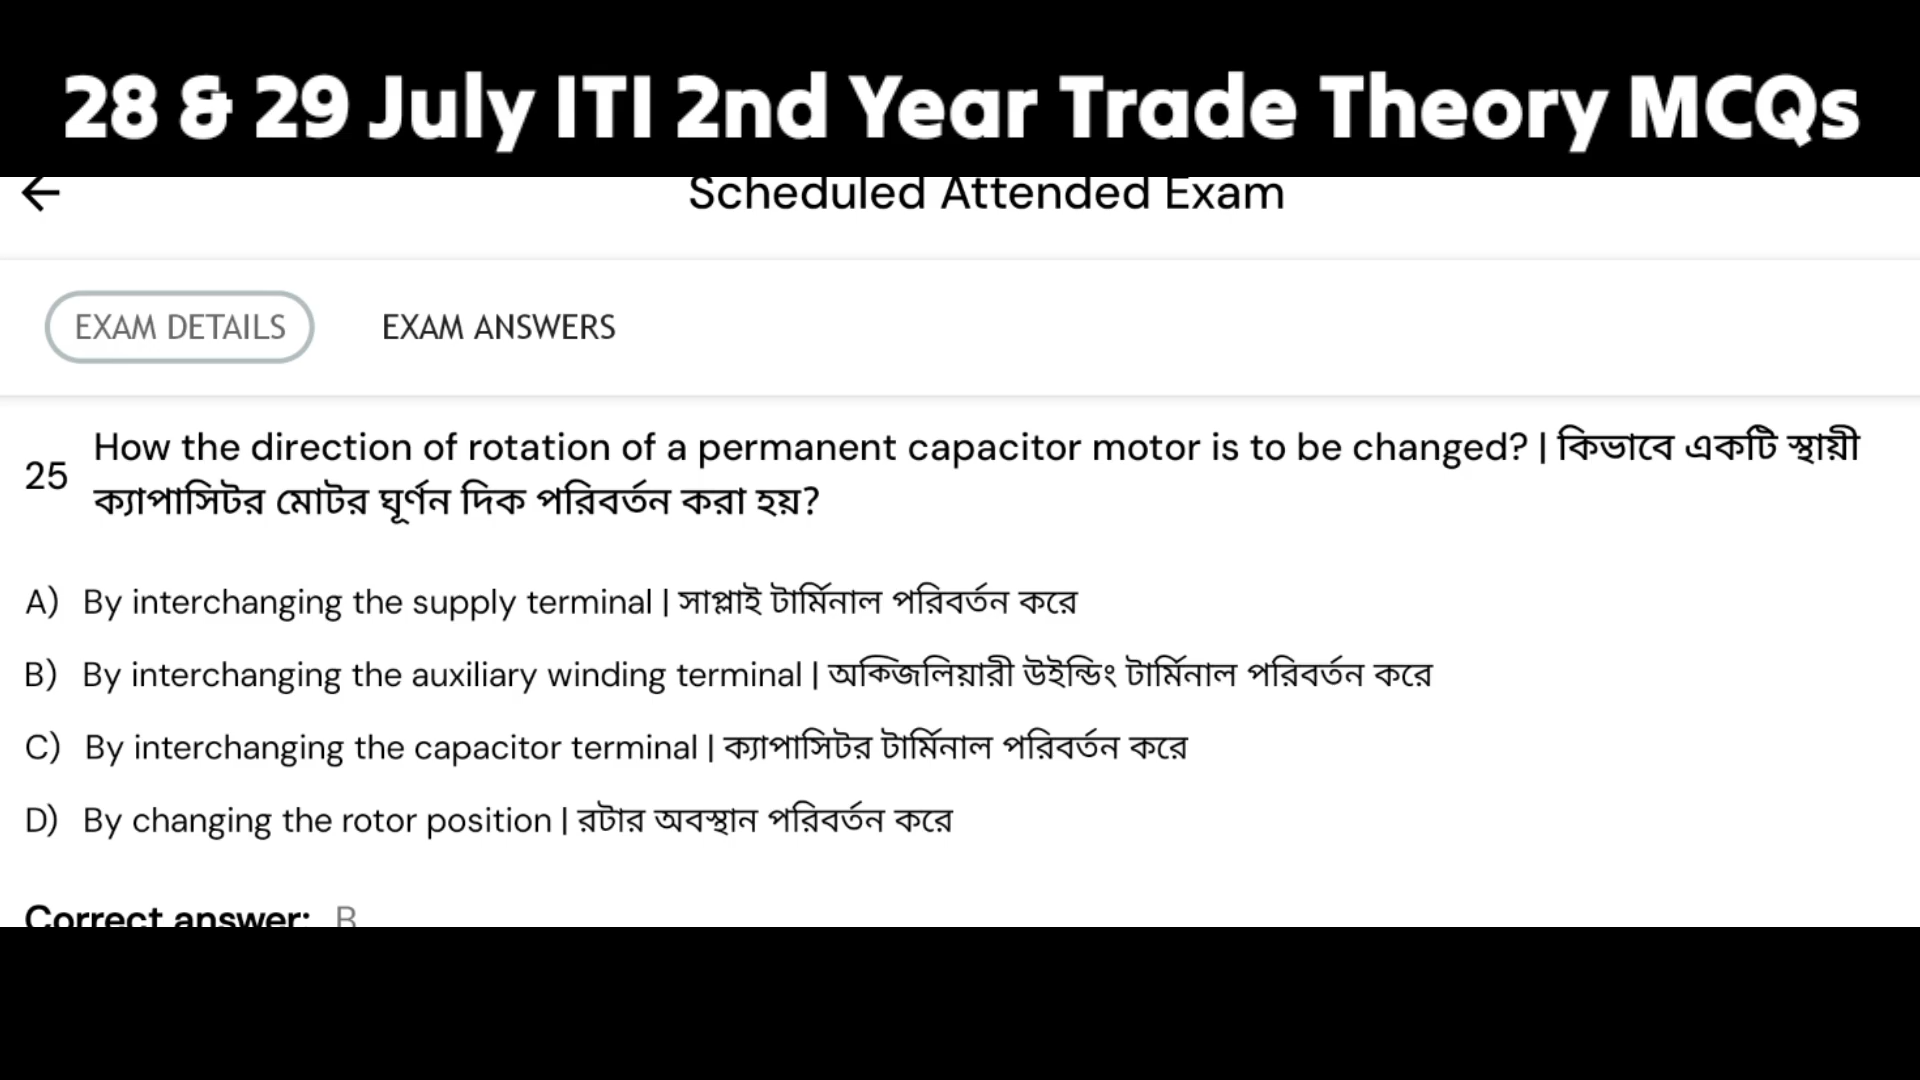 28 & 29 July ITI 2nd Year Trade Theory MCQs
Scheduled Attended Exam
EXAM DETAILS EXAM ANSWERS
25 How the direction of rotation of a permanent capacitor motor is to be changed? | কিভাবে একটি স্থায়ী
ক্যাপাসিটর মোটর ঘূর্ণন দিক পরিবর্তন করা হয়?
A) By interchanging the supply terminal | সাপ্লাই টার্মিনাল পরিবর্তন করে
B) By interchanging the auxiliary winding terminal | অক্জিলিয়ারী উইন্ডিং টার্মিনাল পরিবর্তন করে
C) By interchanging the capacitor terminal | ক্যাপাসিটর টার্মিনাল পরিবর্তন করে
D) By changing the rotor position | রটার অবস্থান পরিবর্তন করে
Correct answer: B